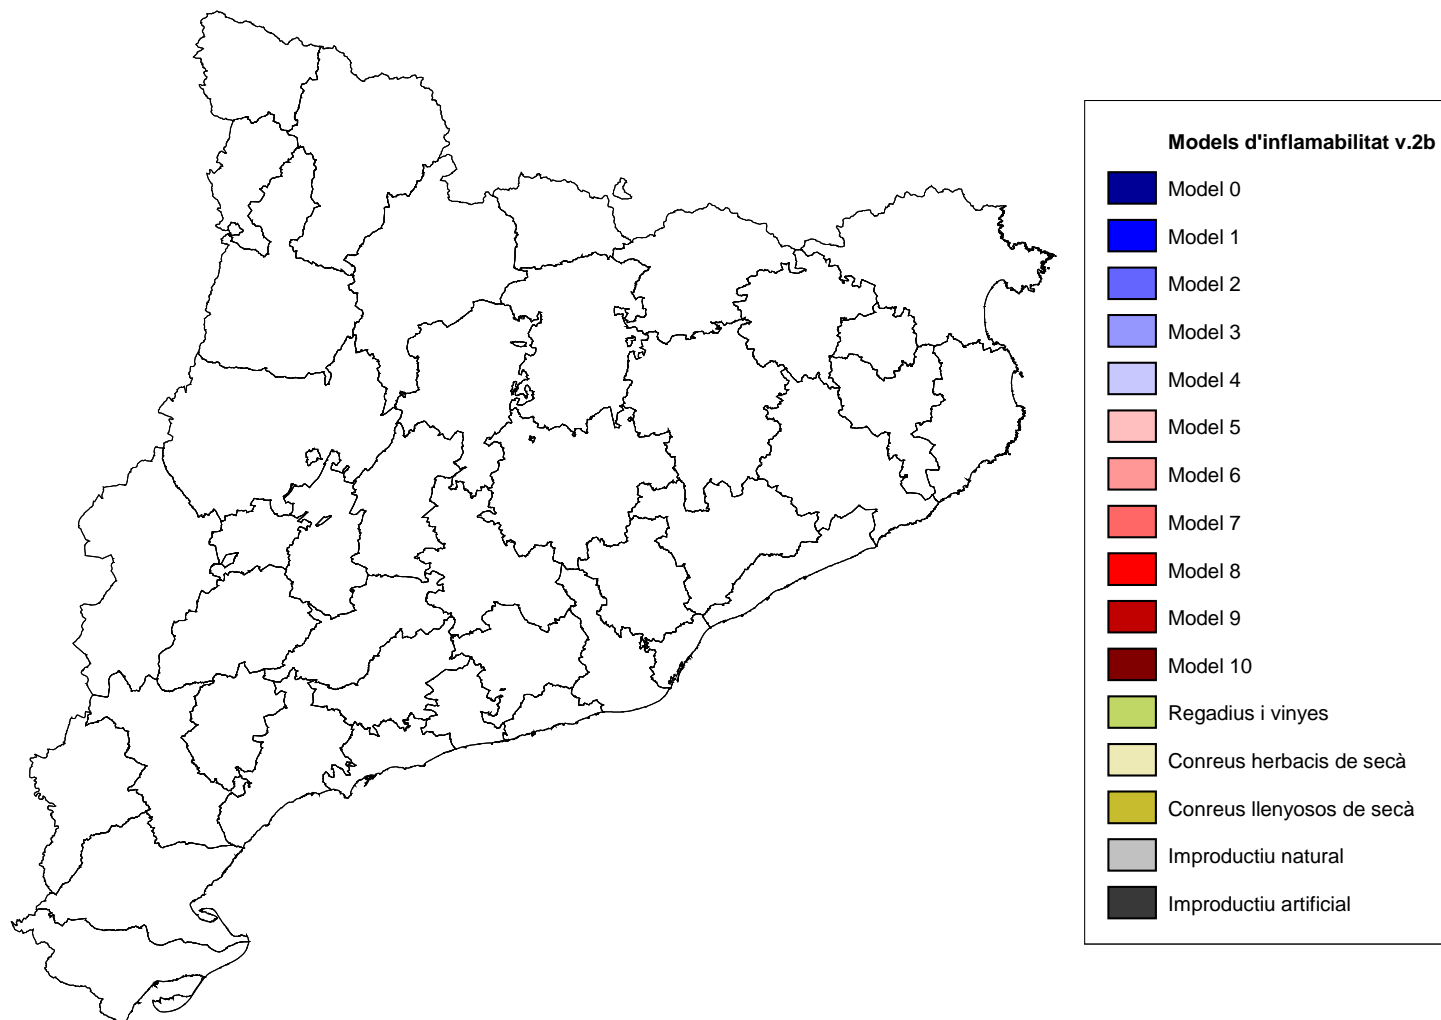 Models d'inflamabilitat v.2b
Model 0
Model 1
Model 2
Model 3
Model 4
Model 5
Model 6
Model 7
Model 8
Model 9
Model 10
Regadius i vinyes
Conreus herbacis de secà
Conreus llenyosos de secà
Improductiu natural
Improductiu artificial